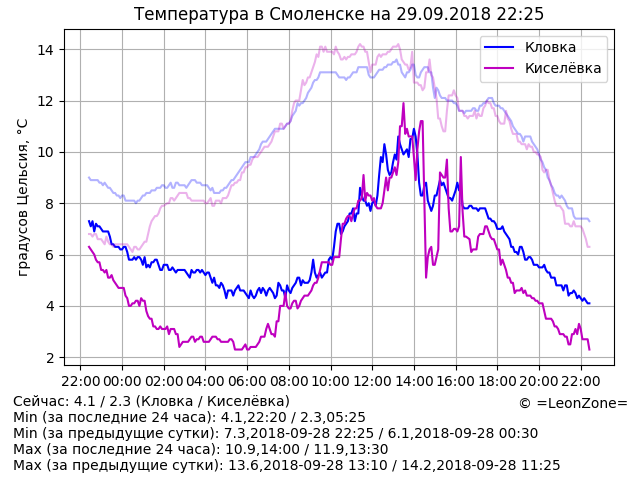 Температура в Смоленске на 29.09.2018 22:25
Кловка
Киселёвка
градусов Цельсия, °C
14
12
10
8
6
4
2
22:00 00:00 02:00 04:00 06:00 08:00 10:00 12:00 14:00 16:00 18:00 20:00 22:00
Сейчас: 4.1 / 2.3 (Кловка / Киселёвка)
© =LeonZone=
Min (за последние 24 часа): 4.1,22:20 / 2.3,05:25
Min (за предыдущие сутки): 7.3,2018-09-28 22:25 / 6.1,2018-09-28 00:30
Max (за последние 24 часа): 10.9,14:00 / 11.9,13:30
Max (за предыдущие сутки): 13.6,2018-09-28 13:10 / 14.2,2018-09-28 11:25